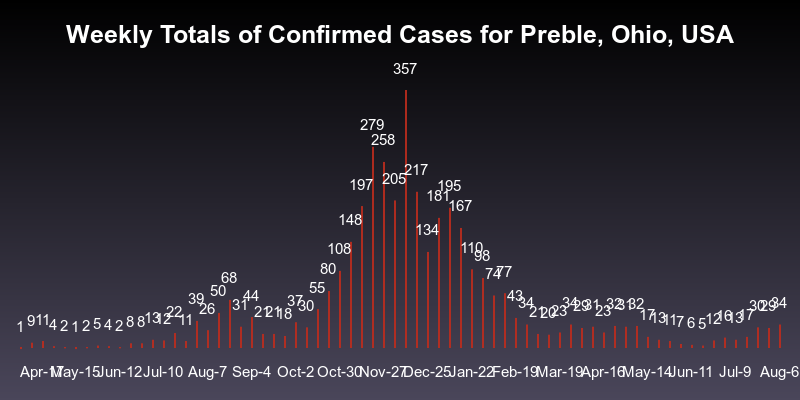 Weekly Totals of Confirmed Cases for Preble, Ohio, USA
1 9 11 4 2 1 2 5 4 2 8 8 13 12 22 11 39 26 50 68 31 44 21 21 18 37 30 55 80 108 148 197 279 258 205 357 217 134 181 195 167 110 98 74 77 43 34 21 20 23 34 29 31 23 32 31 32 17 13 11 7 6 5 12 16 13 17 30 29 34
Apr-17 May-15 Jun-12 Jul-10 Aug-7 Sep-4 Oct-2 Oct-30 Nov-27 Dec-25 Jan-22 Feb-19 Mar-19 Apr-16 May-14 Jun-11 Jul-9 Aug-6